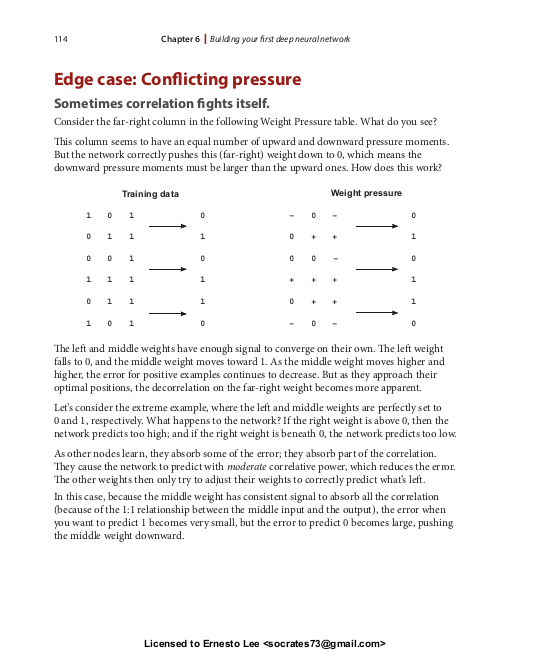 114
Chapter 6 | Building your first deep neural network
Edge case: Conflicting pressure
Sometimes correlation fights itself.
Consider the far-right column in the following Weight Pressure table. What do you see?
This column seems to have an equal number of upward and downward pressure moments.
But the network correctly pushes this (far-right) weight down to 0, which means the
downward pressure moments must be larger than the upward ones. How does this work?
Training data
Weight pressure
1 0 1 0 – 0 – 0
0 1 1 1 0 + + 1
0 0 1 0 0 0 – 0
1 1 1 1 + + + 1
0 1 1 1 0 + + 1
1 0 1 0 – 0 – 0
The left and middle weights have enough signal to converge on their own. The left weight
falls to 0, and the middle weight moves toward 1. As the middle weight moves higher and
higher, the error for positive examples continues to decrease. But as they approach their
optimal positions, the decorrelation on the far-right weight becomes more apparent.
Let's consider the extreme example, where the left and middle weights are perfectly set to
0 and 1, respectively. What happens to the network? If the right weight is above 0, then the
network predicts too high; and if the right weight is beneath 0, the network predicts too low.
As other nodes learn, they absorb some of the error; they absorb part of the correlation.
They cause the network to predict with moderate correlative power, which reduces the error.
The other weights then only try to adjust their weights to correctly predict what's left.
In this case, because the middle weight has consistent signal to absorb all the correlation
(because of the 1:1 relationship between the middle input and the output), the error when
you want to predict 1 becomes very small, but the error to predict 0 becomes large, pushing
the middle weight downward.
Licensed to Ernesto Lee <socrates73@gmail.com>